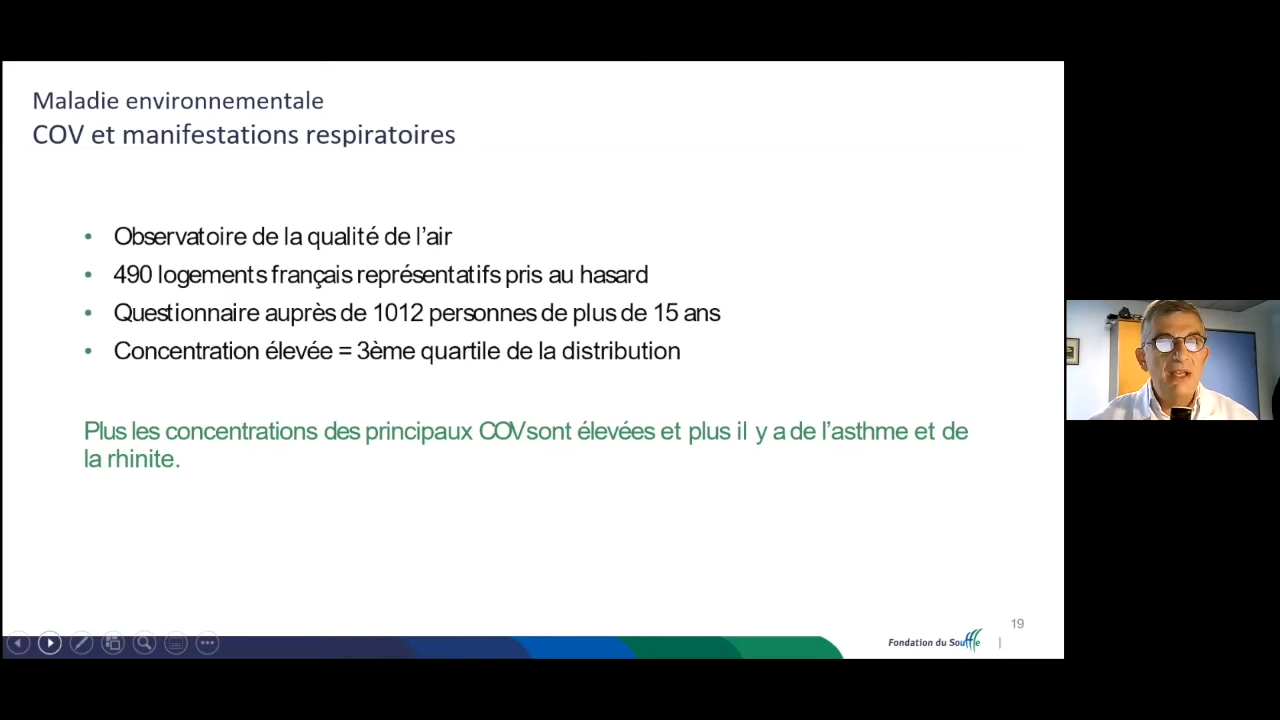 Maladie environnementale
COV et manifestations respiratoires
• Observatoire de la qualité de l’air
• 490 logements français représentatifs pris au hasard
• Questionnaire auprès de 1012 personnes de plus de 15 ans
• Concentration élevée = 3ème quartile de la distribution
Plus les concentrations des principaux COV sont élevées et plus il y a de l’asthme et de
la rhinite.
19
Fondation du Souffle